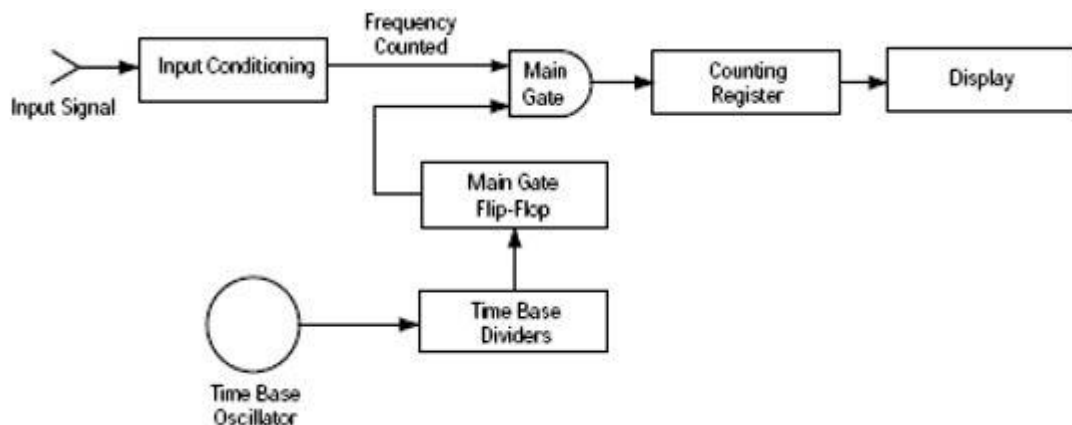 Frequency
Counted
Input Conditioning
Main
Gate
Counting
Register
Display
Input Signal
Main Gate
Flip-Flop
Time Base
Dividers
Time Base
Oscillator